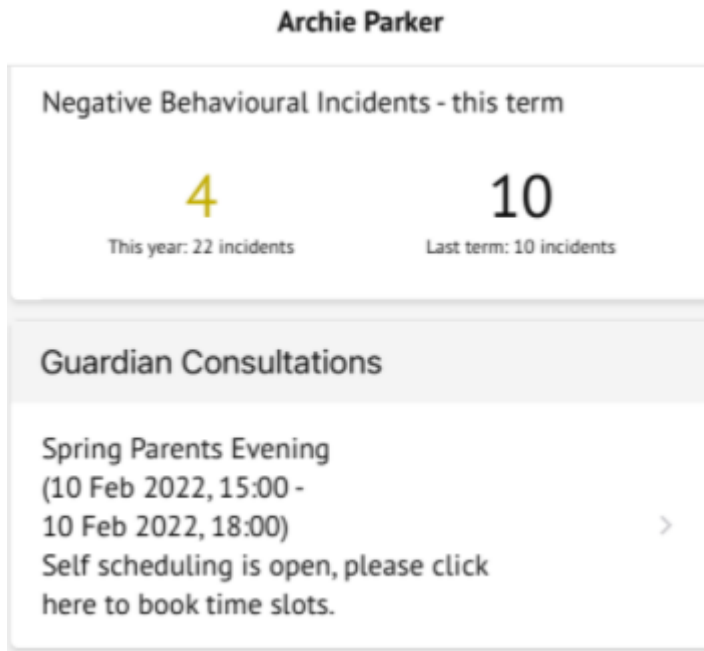 Archie Parker
Negative Behavioural Incidents - this term
4
10
This year: 22 incidents
Last term: 10 incidents
Guardian Consultations
Spring Parents Evening
(10 Feb 2022, 15:00 -
10 Feb 2022, 18:00)
Self scheduling is open, please click
here to book time slots.